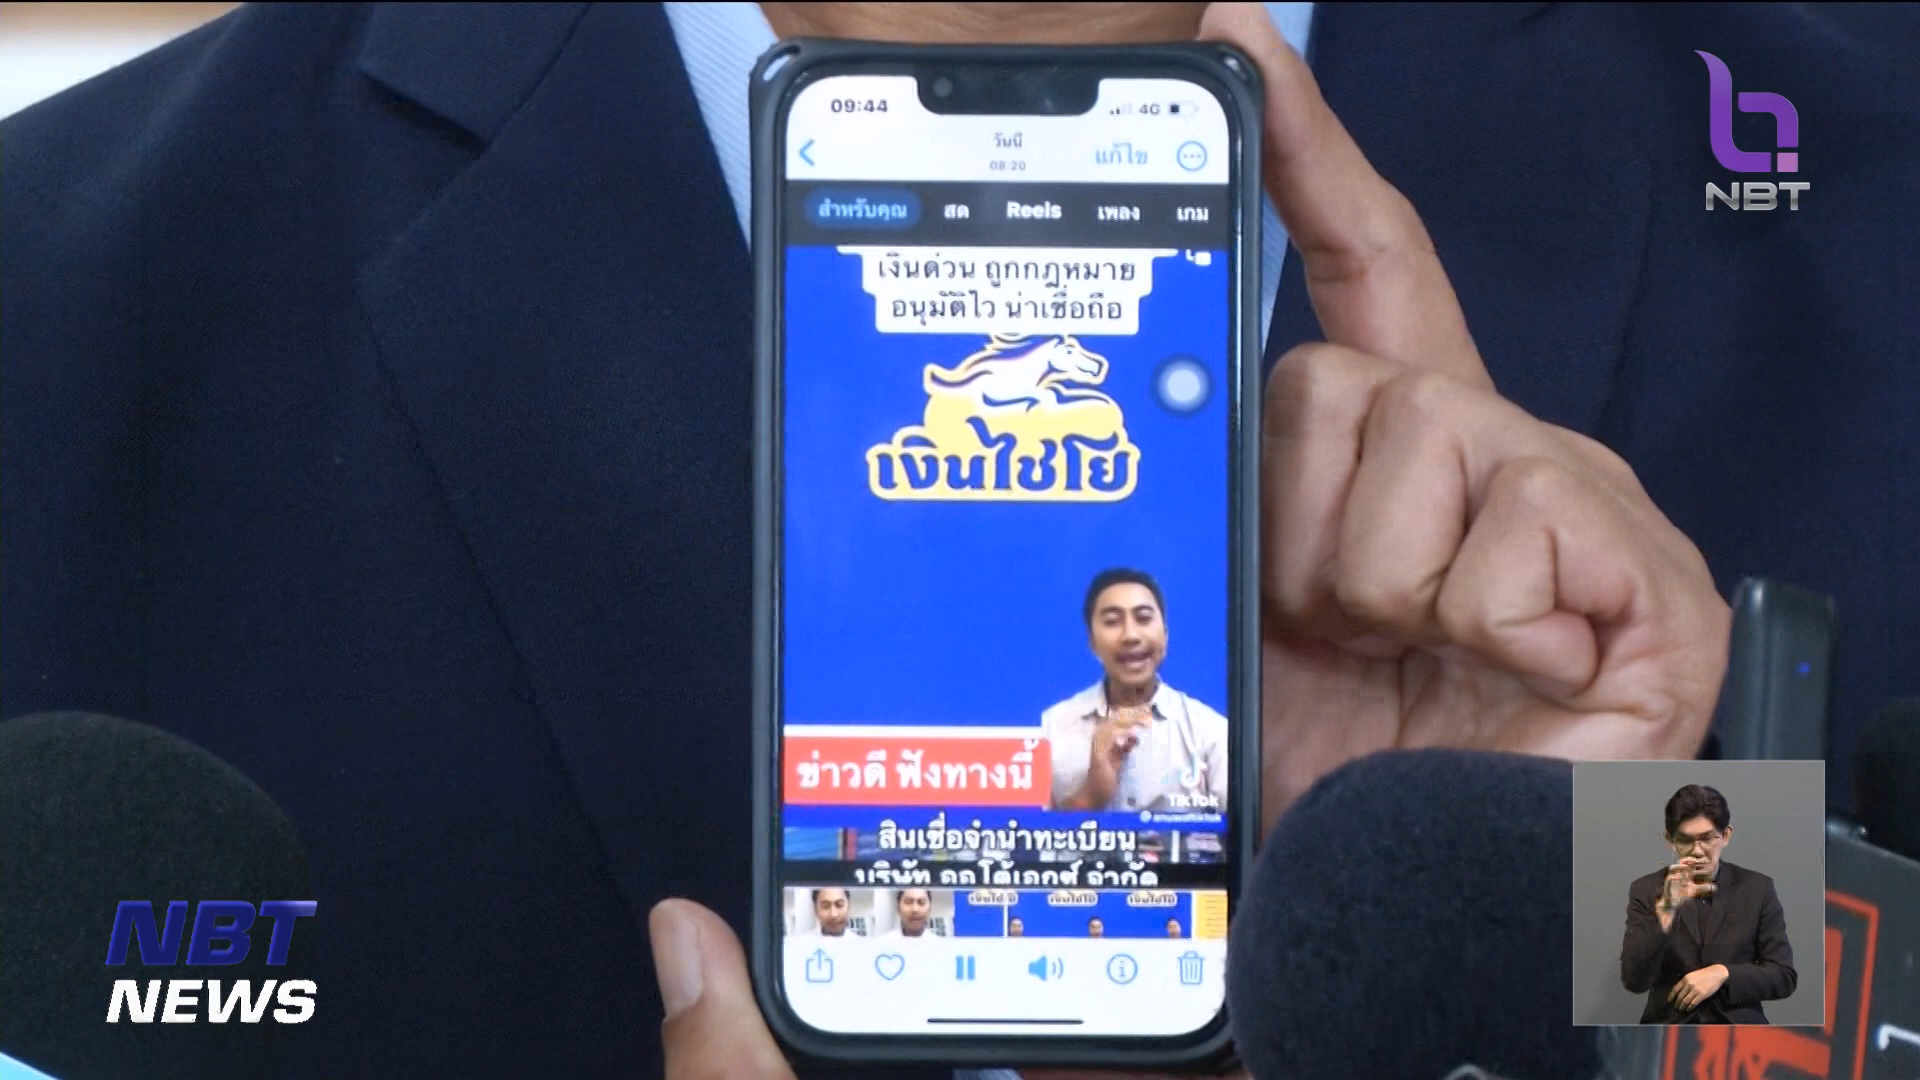 09:44
4G
วันนี้
08:20
แก้ไข
สำหรับคุณ
สด
Reels
เพลง
เกม
เงินด่วน ถูกกฎหมาย
อนุมัติไว น่าเชื่อถือ
เงินไชโย
ข่าวดี ฟังทางนี้
TikTok
สินเชื่อจำนำทะเบียน
NBT
NBT
NEWS